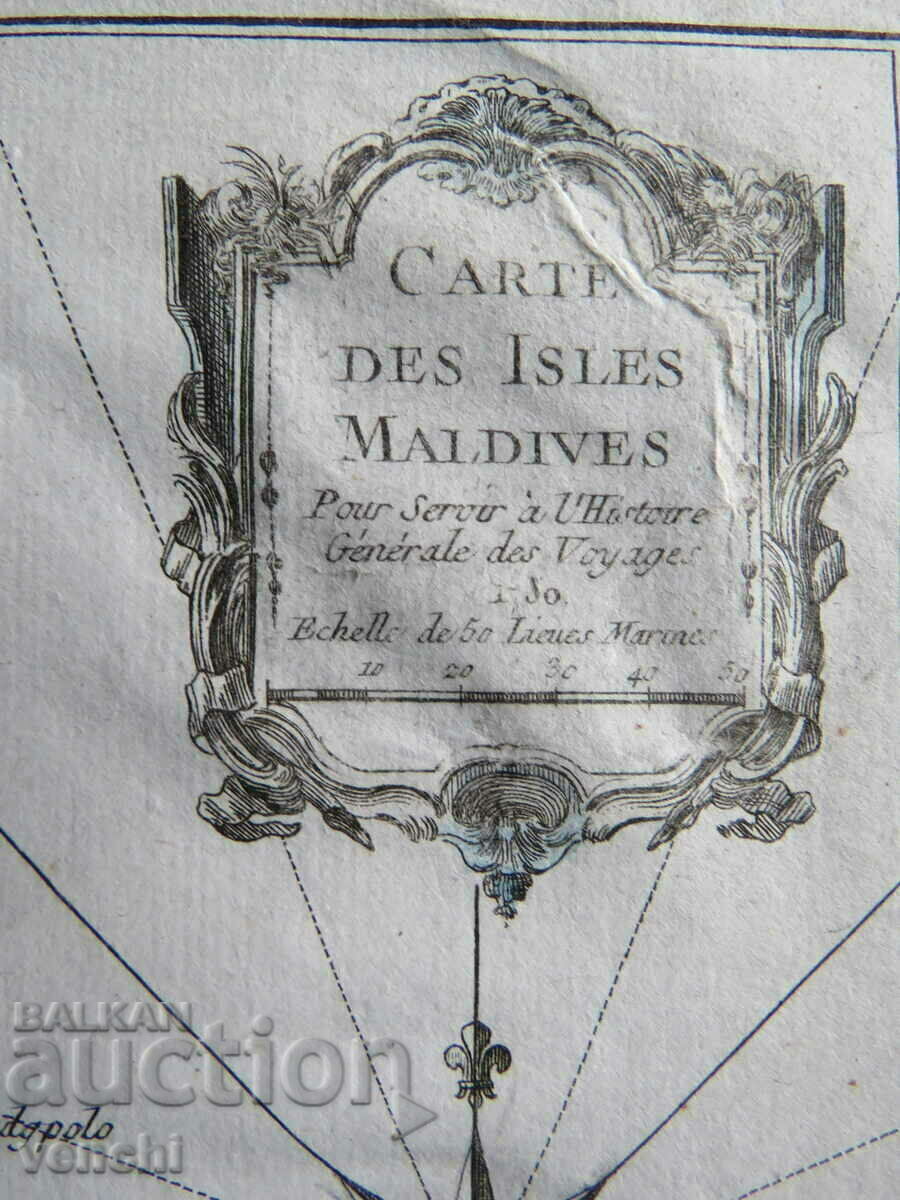 CARTE
DES ISLES
MALDIVES
Pour Servir à L'Histoire
Générale des Voyages
Echelle de 50 Lieues Marines
10 20 30 40 50
BALKAN
auction
venchi